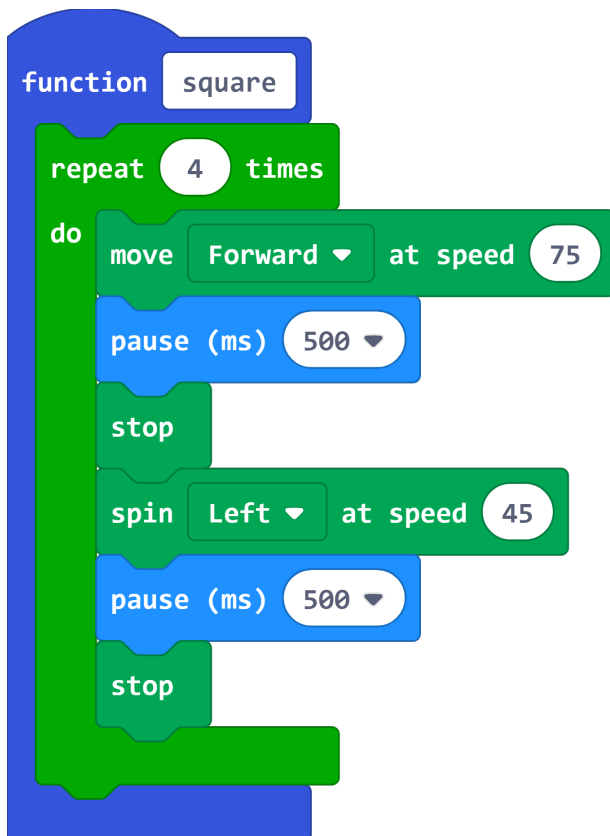 function square
repeat 4 times
do
move Forward at speed 75
pause (ms) 500
stop
spin Left at speed 45
pause (ms) 500
stop